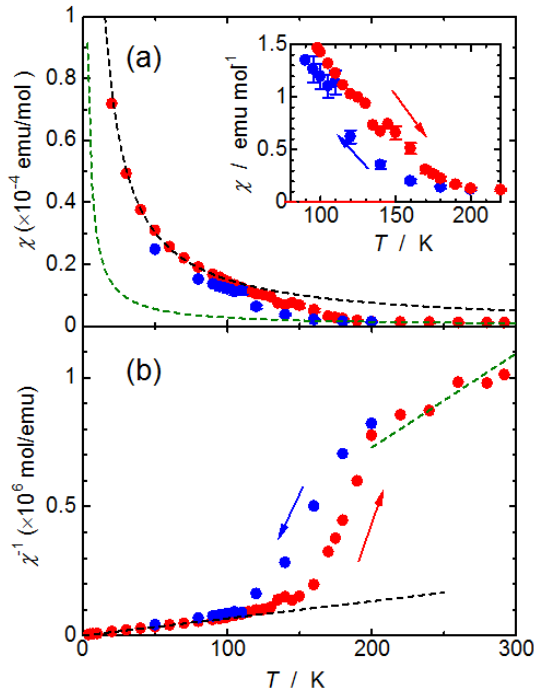 (a)
χ (×10⁻⁴ emu/mol)
1
0.8
0.6
0.4
0.2
0
χ / emu mol⁻¹
1.5
1
0.5
0
100 150 200
T / K
(b)
χ⁻¹ (×10⁶ mol/emu)
1
0.5
0
0 100 200 300
T / K